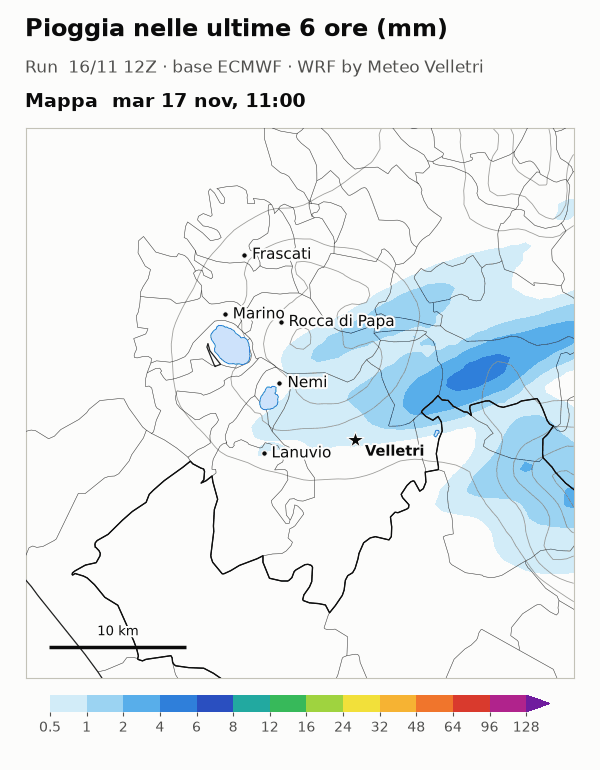 Pioggia nelle ultime 6 ore (mm)
Run  16/11 12Z · base ECMWF · WRF by Meteo Velletri
Mappa  mar 17 nov, 11:00
Frascati
Marino
Rocca di Papa
Nemi
Velletri
Lanuvio
10 km
0.5 1 2 4 6 8 12 16 24 32 48 64 96 128